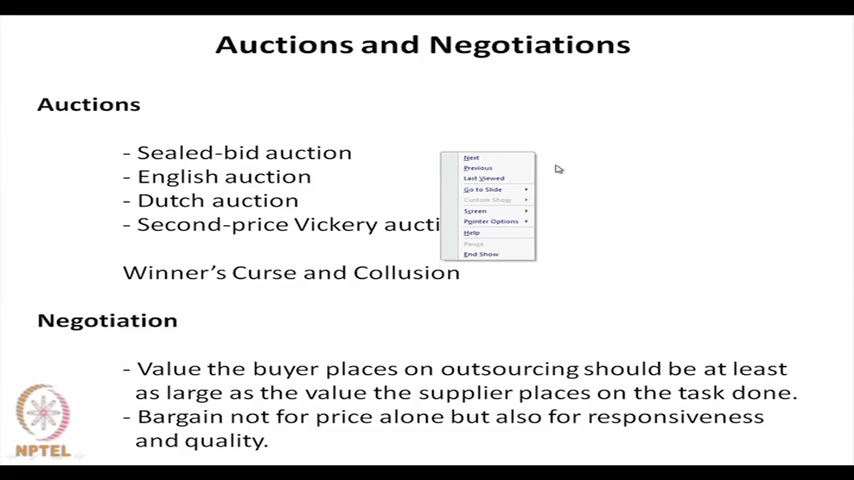 Auctions and Negotiations
Auctions
- Sealed-bid auction
- English auction
- Dutch auction
- Second-price Vickery aucti
Winner's Curse and Collusion
Negotiation
- Value the buyer places on outsourcing should be at least
as large as the value the supplier places on the task done.
- Bargain not for price alone but also for responsiveness
and quality.
Next
Previous
Last Viewed
Go to Slide
Custom Show
Screen
Pointer Options
Help
Pause
End Show
NPTEL